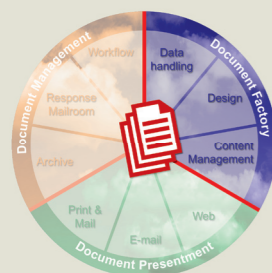 Document Management
Workflow
Response
Mailroom
Archive
Document Factory
Data
handling
Design
Content
Management
Document Presentment
Print &
Mail
E-mail
Web